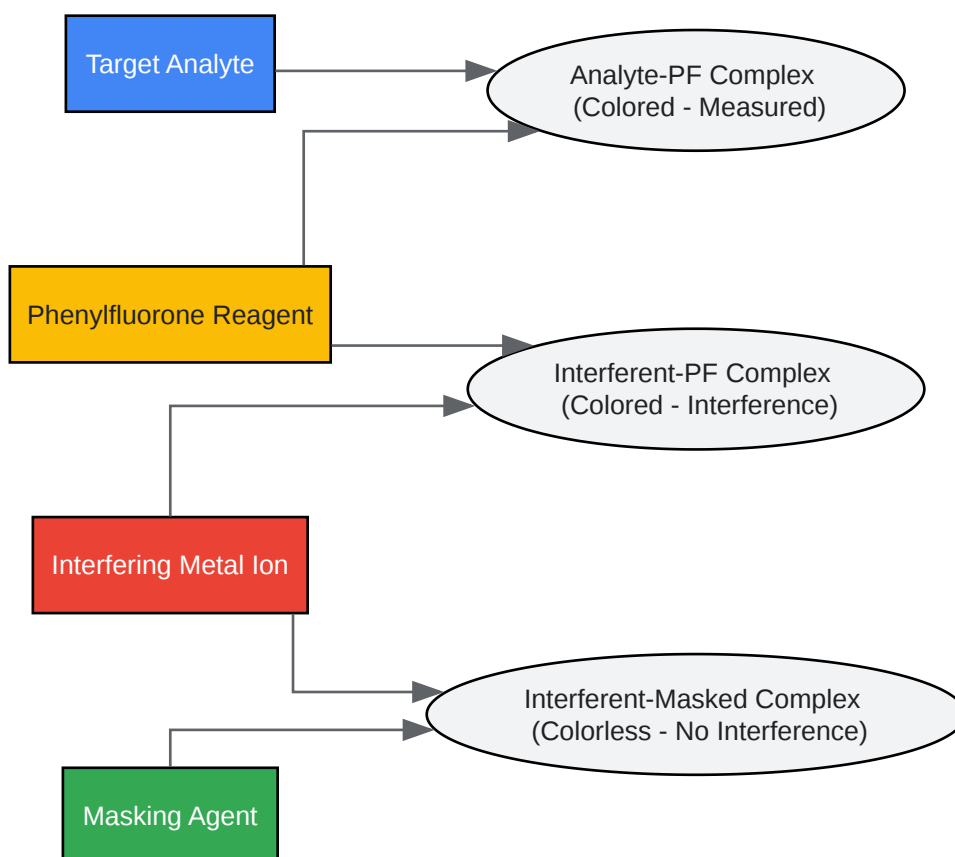 Target Analyte
Analyte-PF Complex
(Colored - Measured)
Phenylfluorone Reagent
Interferent-PF Complex
(Colored - Interference)
Interfering Metal Ion
Interferent-Masked Complex
(Colorless - No Interference)
Masking Agent